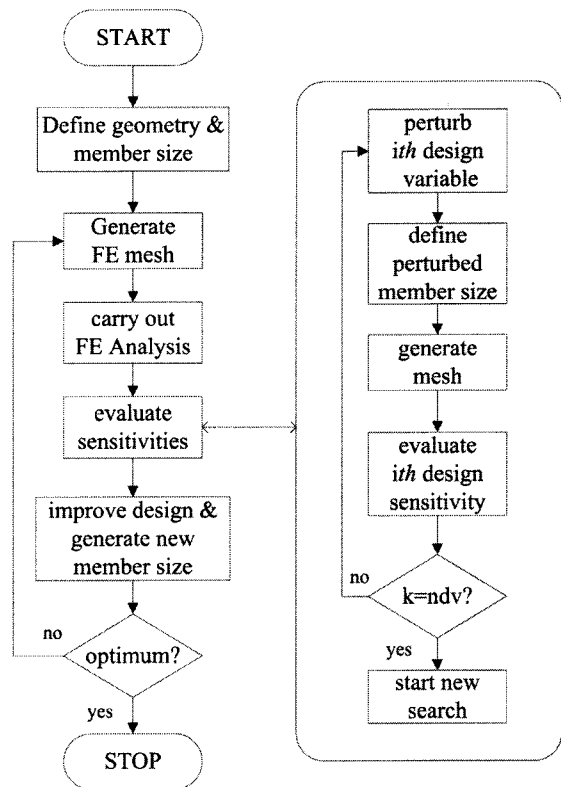 START
Define geometry &
member size
Generate
FE mesh
carry out
FE Analysis
evaluate
sensitivities
improve design &
generate new
member size
no
optimum?
yes
STOP
perturb
ith design
variable
define
perturbed
member size
generate
mesh
evaluate
ith design
sensitivity
no
k=ndv?
yes
start new
search